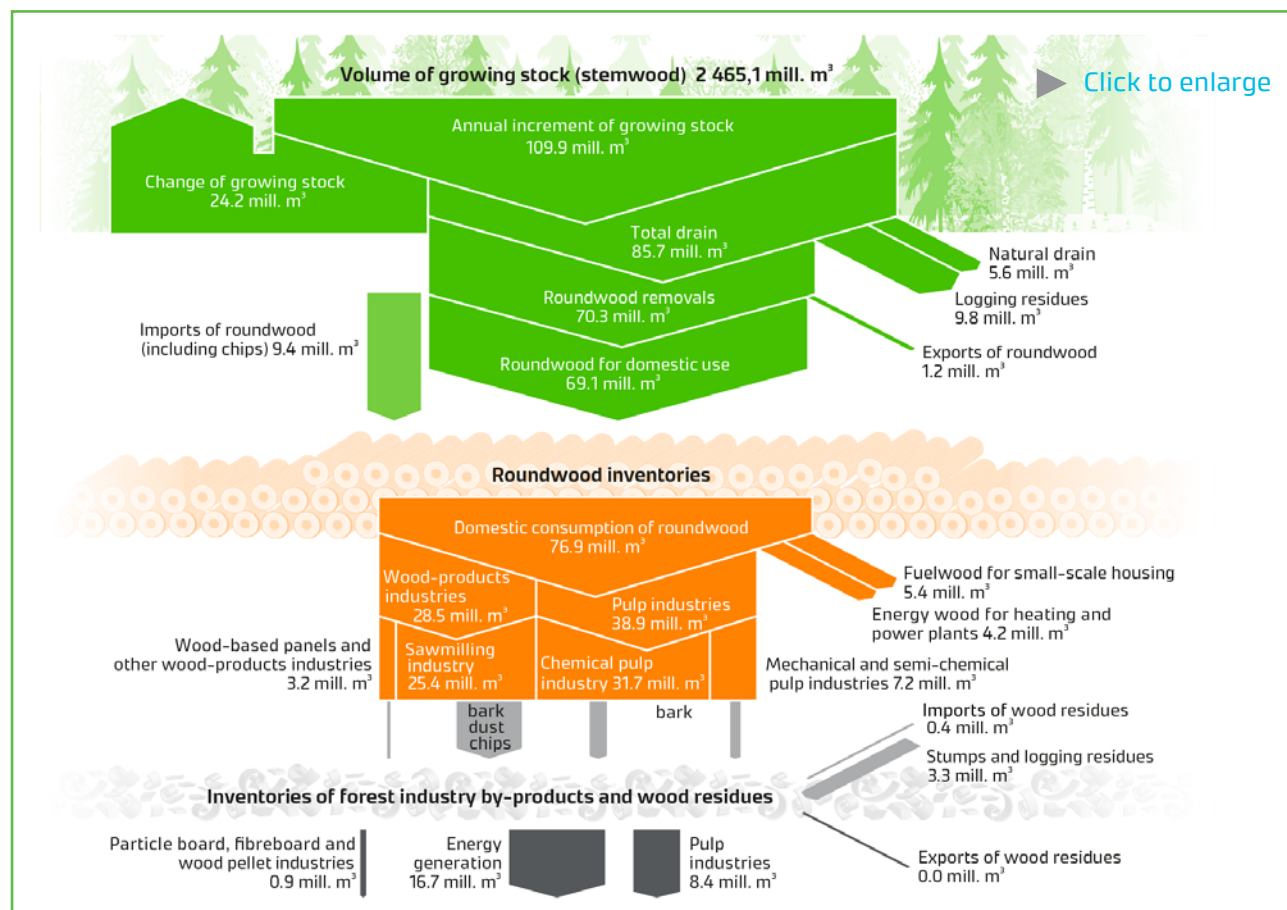 Volume of growing stock (stemwood) 2 465,1 mill. m³
Click to enlarge
Annual increment of growing stock
109.9 mill. m³
Change of growing stock
24.2 mill. m³
Total drain
85.7 mill. m³
Natural drain
5.6 mill. m³
Logging residues
9.8 mill. m³
Roundwood removals
70.3 mill. m³
Imports of roundwood
(including chips) 9.4 mill. m³
Exports of roundwood
1.2 mill. m³
Roundwood for domestic use
69.1 mill. m³
Roundwood inventories
Domestic consumption of roundwood
76.9 mill. m³
Wood-products
industries
28.5 mill. m³
Pulp industries
38.9 mill. m³
Fuelwood for small-scale housing
5.4 mill. m³
Energy wood for heating and
power plants 4.2 mill. m³
Wood-based panels and
other wood-products industries
3.2 mill. m³
Sawmilling
industry
25.4 mill. m³
Chemical pulp
industry 31.7 mill. m³
Mechanical and semi-chemical
pulp industries 7.2 mill. m³
bark
dust
chips
bark
Imports of wood residues
0.4 mill. m³
Stumps and logging residues
3.3 mill. m³
Inventories of forest industry by-products and wood residues
Particle board, fibreboard and
wood pellet industries
0.9 mill. m³
Energy
generation
16.7 mill. m³
Pulp
industries
8.4 mill. m³
Exports of wood residues
0.0 mill. m³